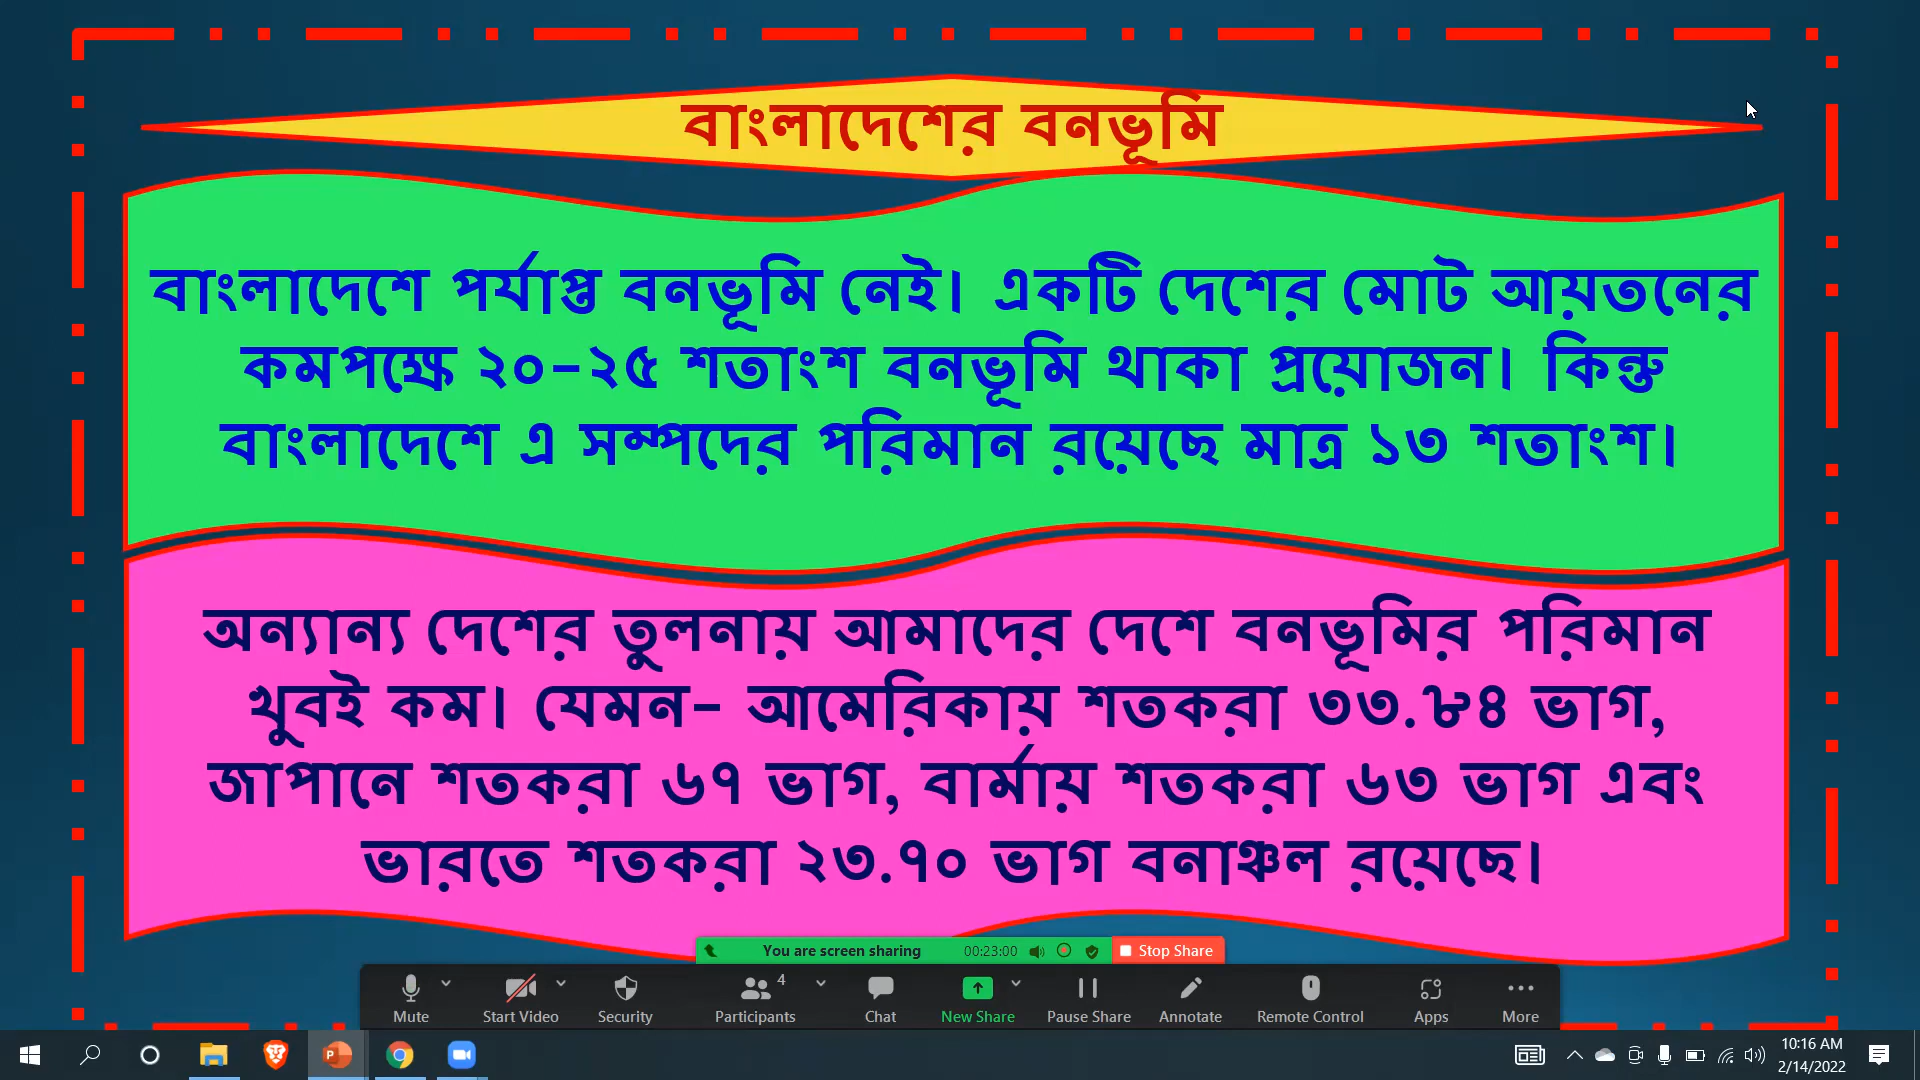 বাংলাদেশের বনভূমি
বাংলাদেশে পর্যাপ্ত বনভূমি নেই। একটি দেশের মোট আয়তনের
কমপক্ষে ২০-২৫ শতাংশ বনভূমি থাকা প্রয়োজন। কিন্তু
বাংলাদেশে এ সম্পদের পরিমান রয়েছে মাত্র ১৩ শতাংশ।
অন্যান্য দেশের তুলনায় আমাদের দেশে বনভূমির পরিমান
খুবই কম। যেমন- আমেরিকায় শতকরা ৩৩.৮৪ ভাগ,
জাপানে শতকরা ৬৭ ভাগ, বার্মায় শতকরা ৬৩ ভাগ এবং
ভারতে শতকরা ২৩.৭০ ভাগ বনাঞ্চল রয়েছে।
You are screen sharing 00:23:00 Stop Share
4
Mute Start Video Security Participants Chat New Share Pause Share Annotate Remote Control Apps More
10:16 AM
2/14/2022